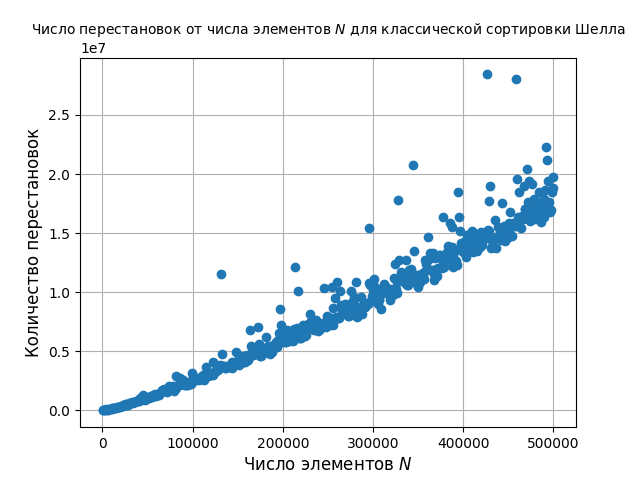 Число перестановок от числа элементов N для классической сортировки Шелла
1e7
2.5
2.0
1.5
1.0
0.5
0.0
Количество перестановок
0 100000 200000 300000 400000 500000
Число элементов N